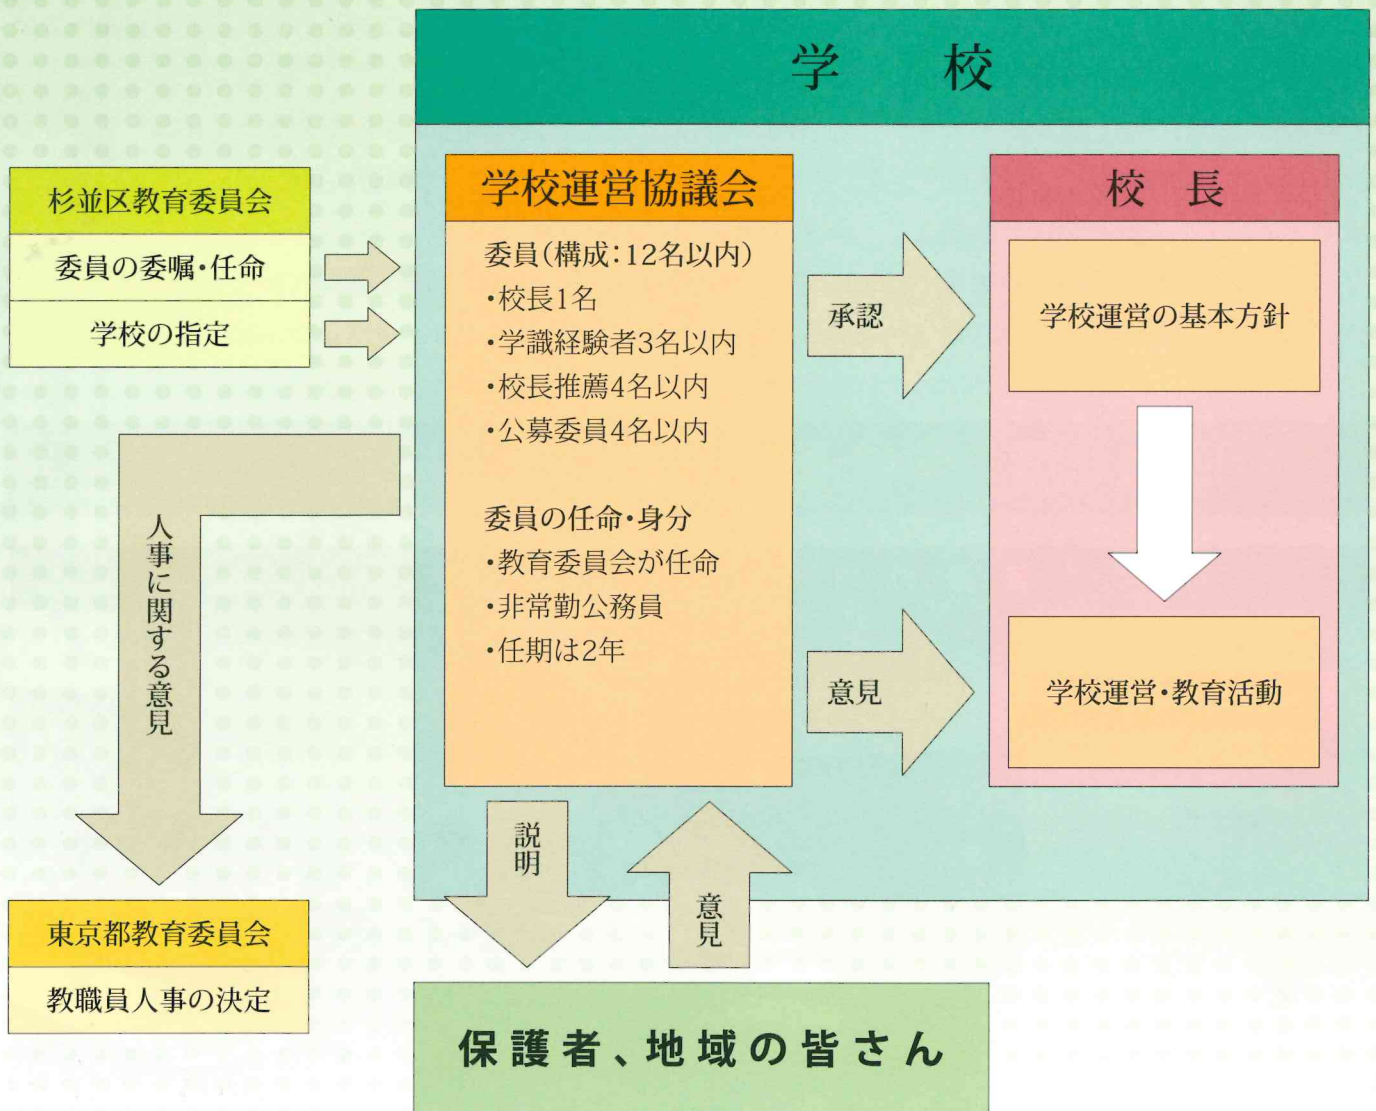 学校
杉並区教育委員会
委員の委嘱・任命
学校の指定
学校運営協議会
委員(構成：12名以内)
・校長1名
・学識経験者3名以内
・校長推薦4名以内
・公募委員4名以内
委員の任命・身分
・教育委員会が任命
・非常勤公務員
・任期は2年
承認
意見
校長
学校運営の基本方針
学校運営・教育活動
人事に関する意見
東京都教育委員会
教職員人事の決定
説明
意見
保護者、地域の皆さん